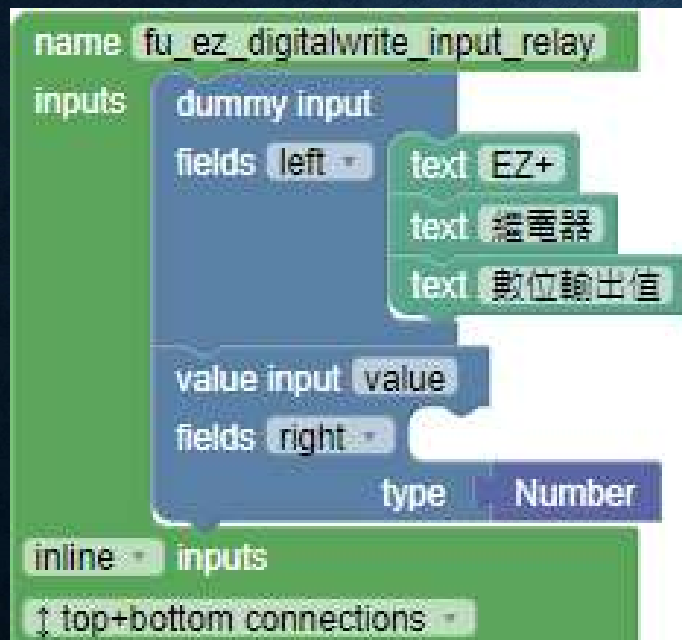 name fu_ez_digitalwrite_input_relay
inputs dummy input
fields left text EZ+
text 繼電器
text 數位輸出值
value input value
fields right
type Number
inline inputs
↕ top+bottom connections